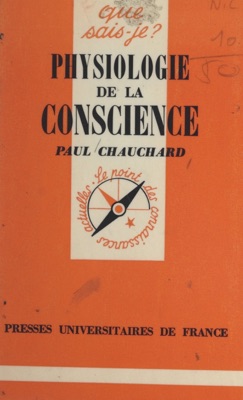 que
sais-je?
PHYSIOLOGIE
DE LA
CONSCIENCE
PAUL CHAUCHARD
le point des connaissances actuelles
PRESSES UNIVERSITAIRES DE FRANCE